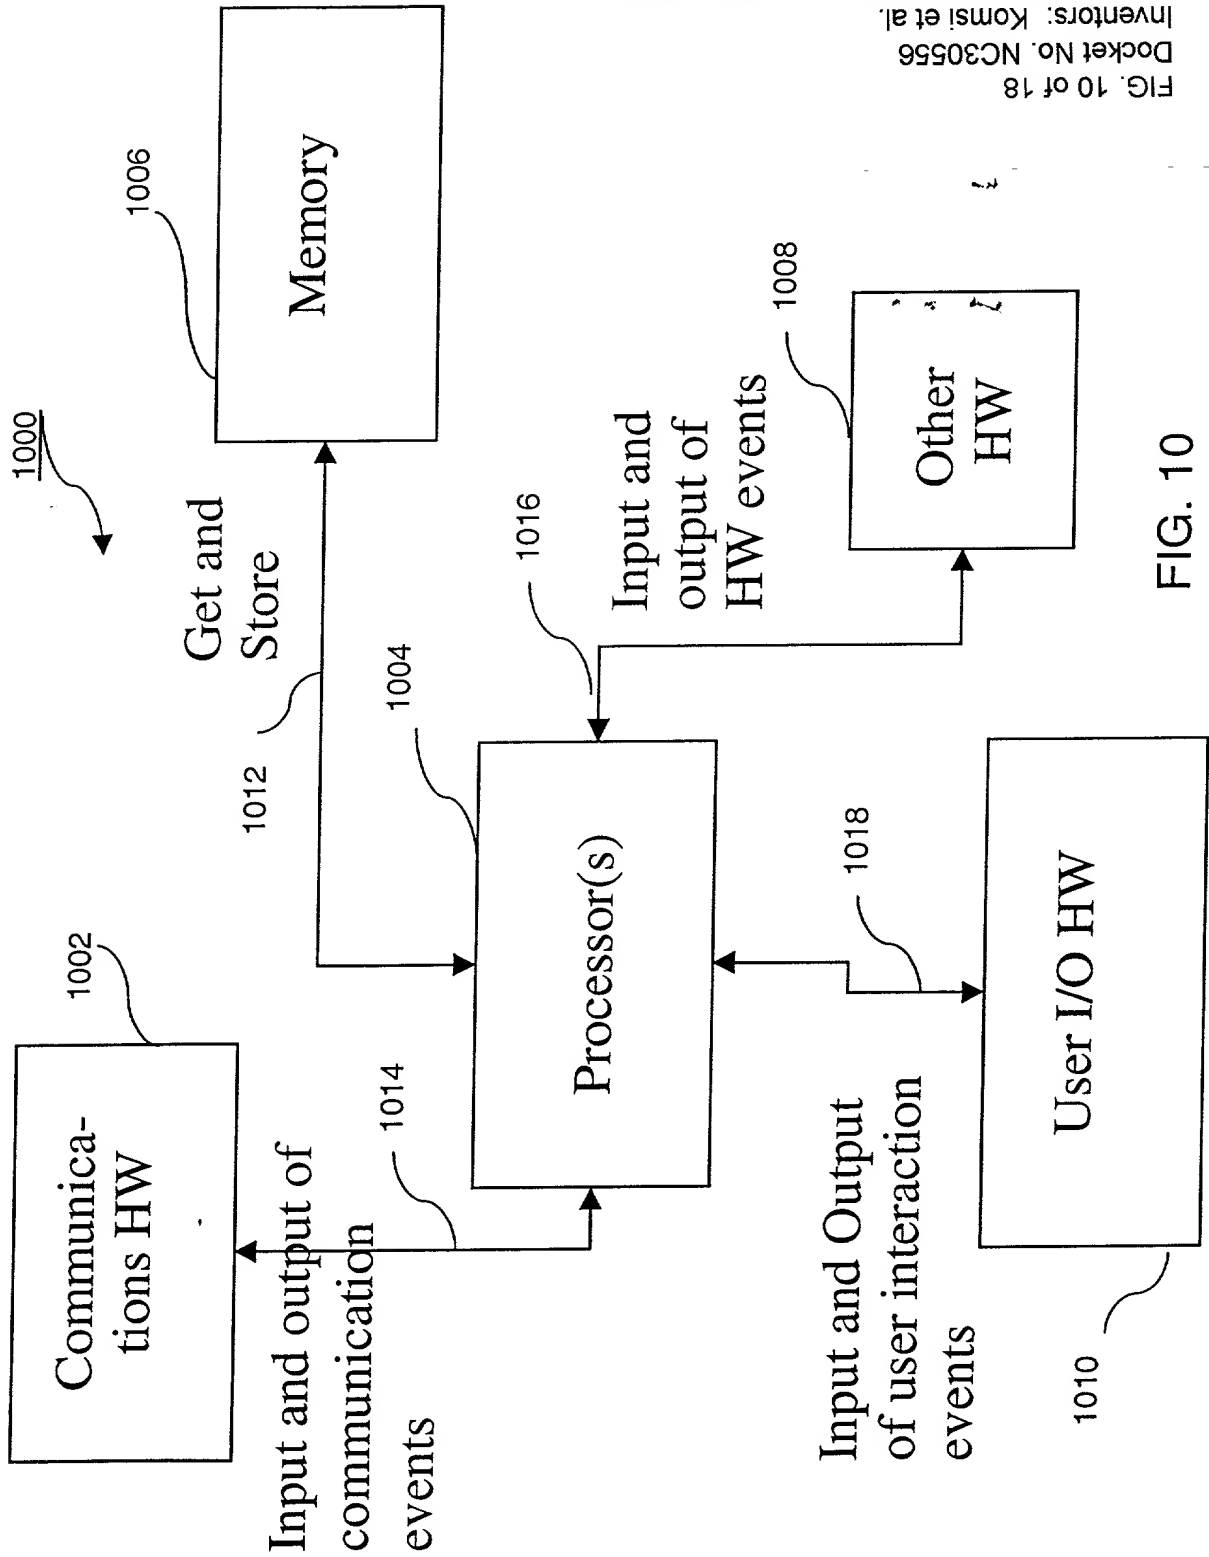 Inventors: Komsi et al.
Docket No. NC30556
FIG. 10 of 18
1000
Communica-
tions HW
1002
Input and output of
communication
events
1014
Get and
Store
1012
Memory
1006
Processor(s)
1004
Input and
output of
HW events
1016
Other
HW
1008
Input and Output
of user interaction
events
1018
User I/O HW
1010
FIG. 10